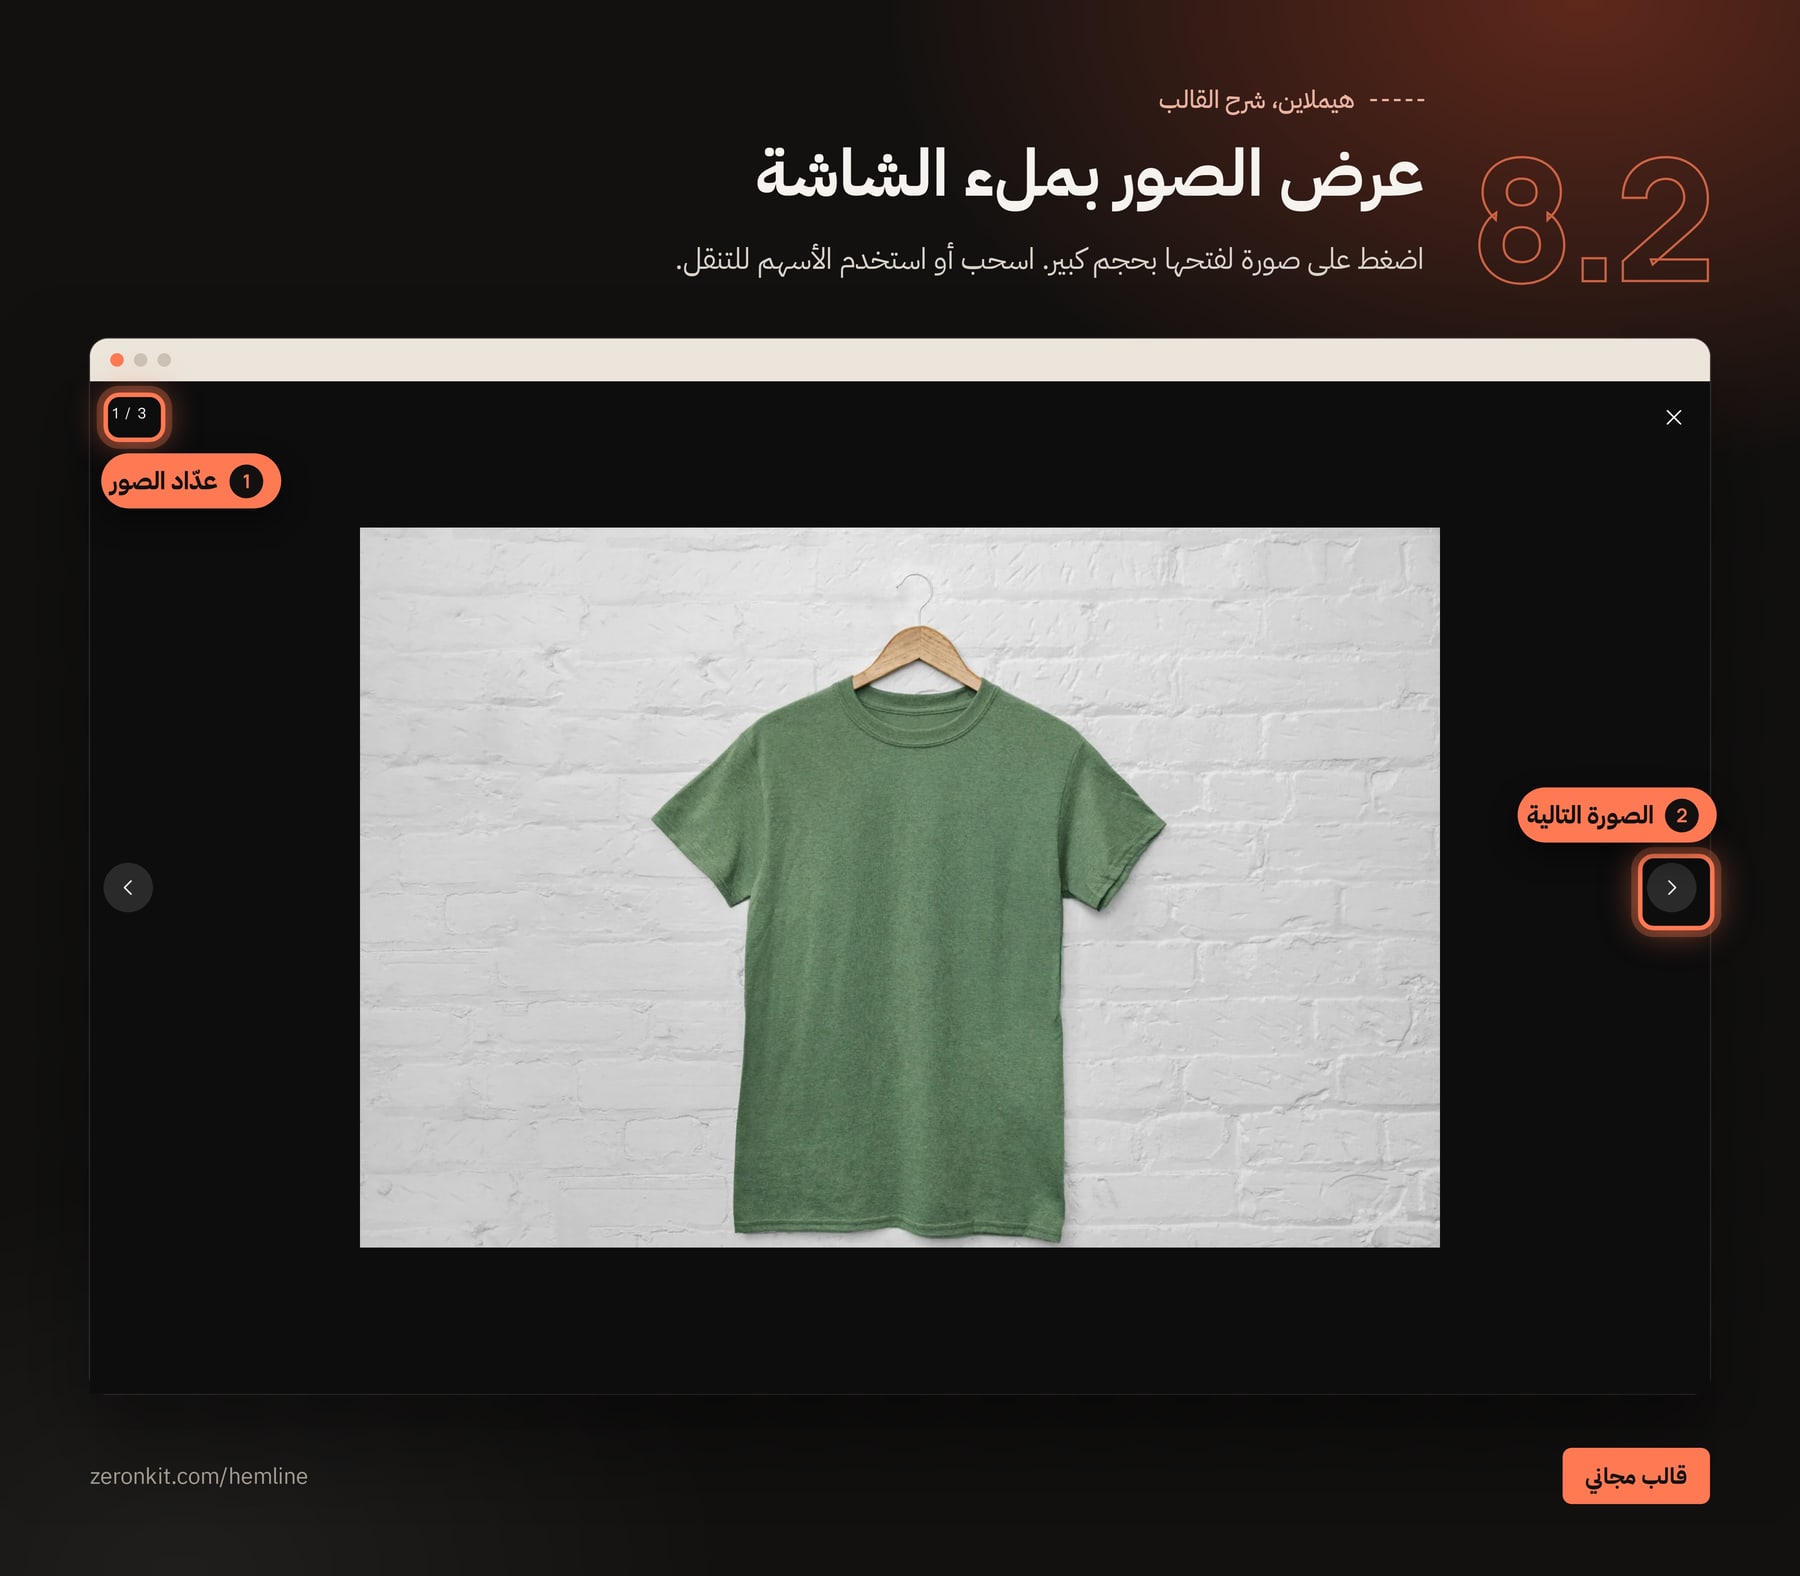 هيملاين، شرح القالب
8.2
عرض الصور بملء الشاشة
اضغط على صورة لفتحها بحجم كبير. اسحب أو استخدم الأسهم للتنقل.
1 / 3
1 عدّاد الصور
2 الصورة التالية
قالب مجاني
zeronkit.com/hemline